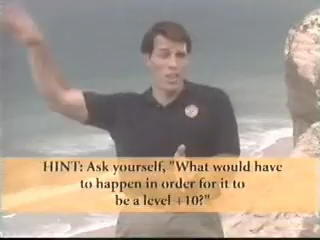 HINT: Ask yourself, "What would have
to happen in order for it to
be a level +10?"